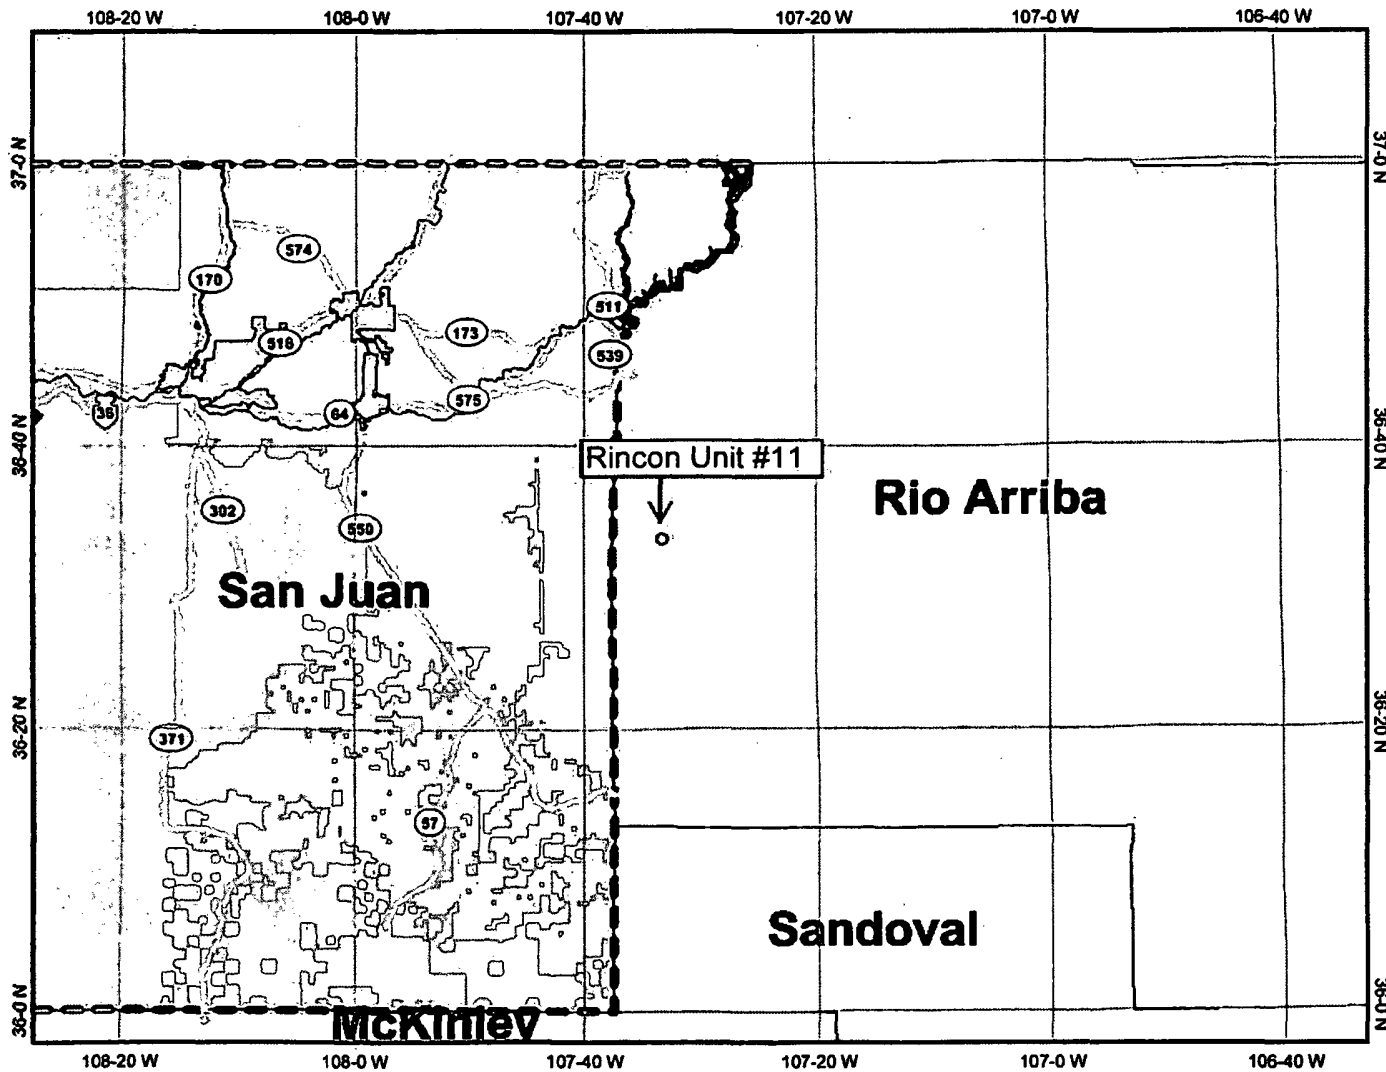 108-20 W
108-0 W
107-40 W
107-20 W
107-0 W
106-40 W
37-0 N
37-0 N
574
170
511
173
516
539
575
64
36
36-40 N
36-40 N
Rincon Unit #11
Rio Arriba
302
550
San Juan
36-20 N
36-20 N
371
57
Sandoval
36-0 N
36-0 N
McKinley
108-20 W
108-0 W
107-40 W
107-20 W
107-0 W
106-40 W